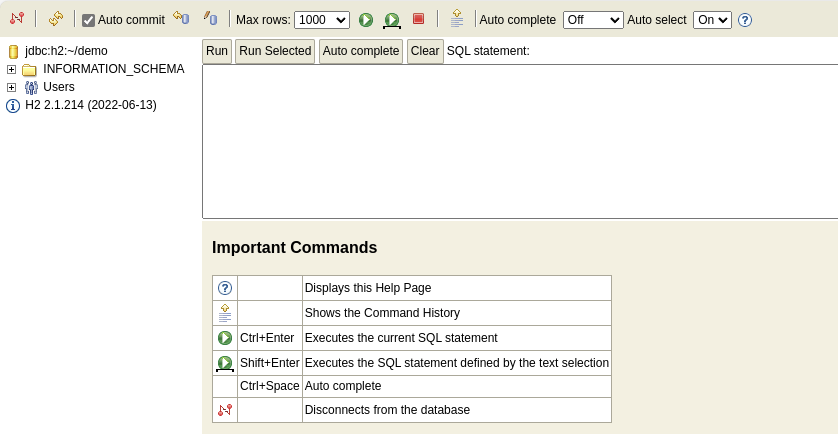 Auto commit Max rows: 1000 Auto complete Off Auto select On ?
jdbc:h2:~/demo
INFORMATION_SCHEMA
Users
H2 2.1.214 (2022-06-13)
Run Run Selected Auto complete Clear SQL statement:
Important Commands
? Displays this Help Page
Shows the Command History
Ctrl+Enter Executes the current SQL statement
Shift+Enter Executes the SQL statement defined by the text selection
Ctrl+Space Auto complete
Disconnects from the database